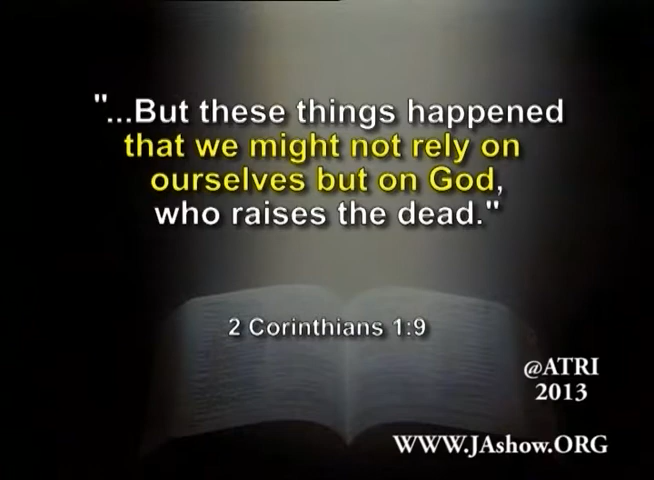 "...But these things happened
that we might not rely on
ourselves but on God,
who raises the dead."
2 Corinthians 1:9
@ATRI
2013
WWW.JAshow.ORG